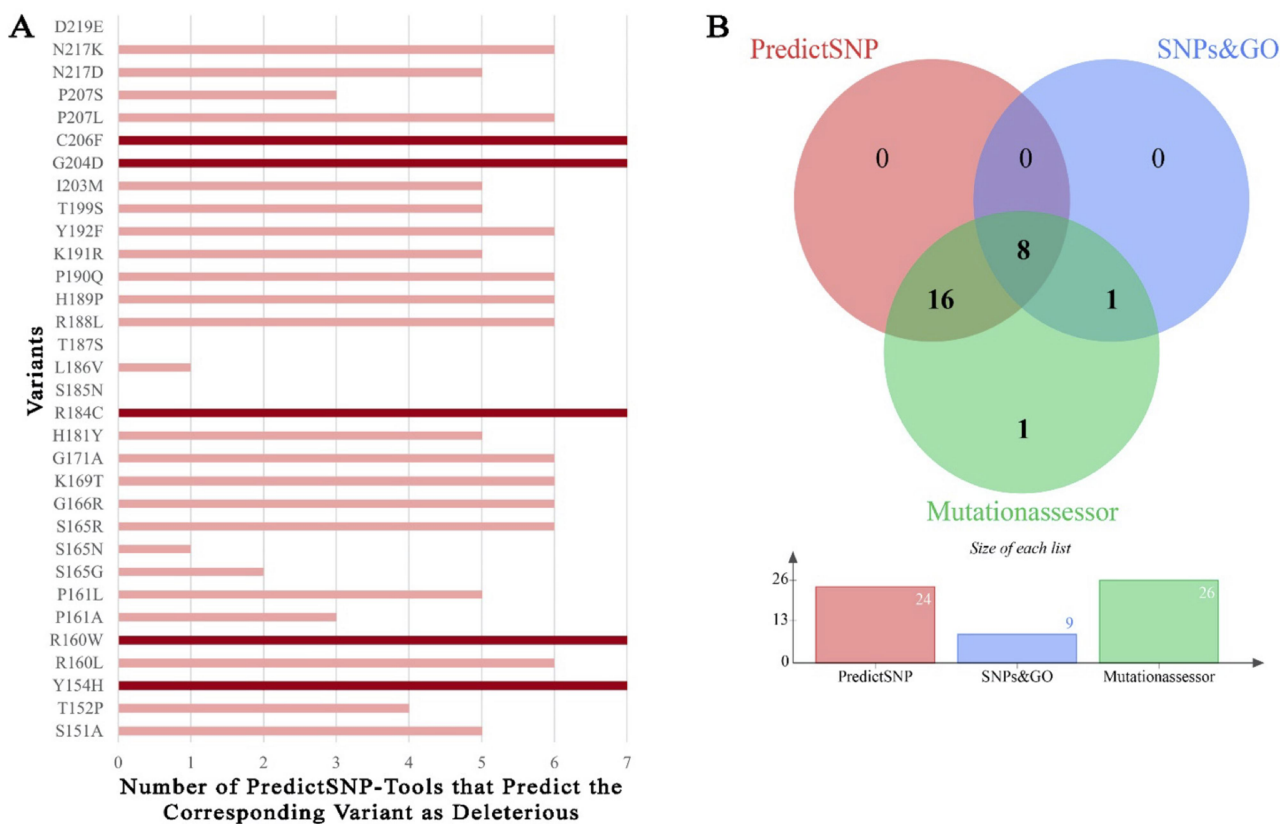 A
Variants
D219E
N217K
N217D
P207S
P207L
C206F
G204D
I203M
T199S
Y192F
K191R
P190Q
H189P
R188L
T187S
L186V
S185N
R184C
H181Y
G171A
K169T
G166R
S165R
S165N
S165G
P161L
P161A
R160W
R160L
Y154H
T152P
S151A
0 1 2 3 4 5 6 7
Number of PredictSNP-Tools that Predict the
Corresponding Variant as Deleterious
B
PredictSNP SNPs&GO
0 0 0
8
16 1
1
Mutationassessor
Size of each list
26
13
0
24 9 26
PredictSNP SNPs&GO Mutationassessor